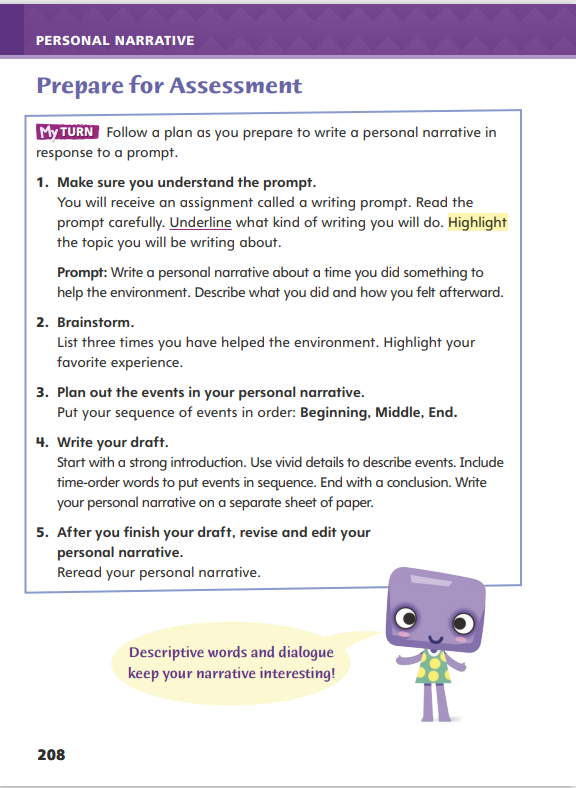 PERSONAL NARRATIVE
Prepare for Assessment
My TURN Follow a plan as you prepare to write a personal narrative in
response to a prompt.
1. Make sure you understand the prompt.
You will receive an assignment called a writing prompt. Read the
prompt carefully. Underline what kind of writing you will do. Highlight
the topic you will be writing about.
Prompt: Write a personal narrative about a time you did something to
help the environment. Describe what you did and how you felt afterward.
2. Brainstorm.
List three times you have helped the environment. Highlight your
favorite experience.
3. Plan out the events in your personal narrative.
Put your sequence of events in order: Beginning, Middle, End.
4. Write your draft.
Start with a strong introduction. Use vivid details to describe events. Include
time-order words to put events in sequence. End with a conclusion. Write
your personal narrative on a separate sheet of paper.
5. After you finish your draft, revise and edit your
personal narrative.
Reread your personal narrative.
Descriptive words and dialogue
keep your narrative interesting!
208